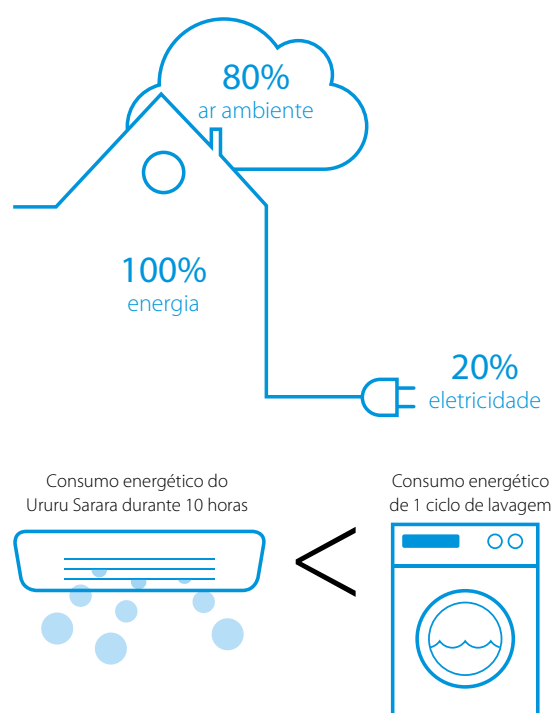 80%
ar ambiente
100%
energia
20%
eletricidade
Consumo energético do
Ururu Sarara durante 10 horas
<
Consumo energético
de 1 ciclo de lavagem